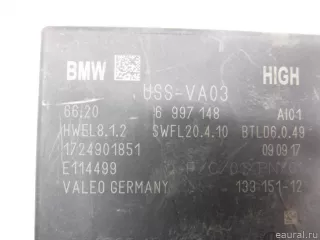 BMW HIGH
USS-VA03
66.20 6 997 148 AI01
HWEL8.1.2 SWFL20.4.10 BTLD6.0.49
1724901851 09.09.17
E114499
VALEO GERMANY 133 151-12
eaural.ru